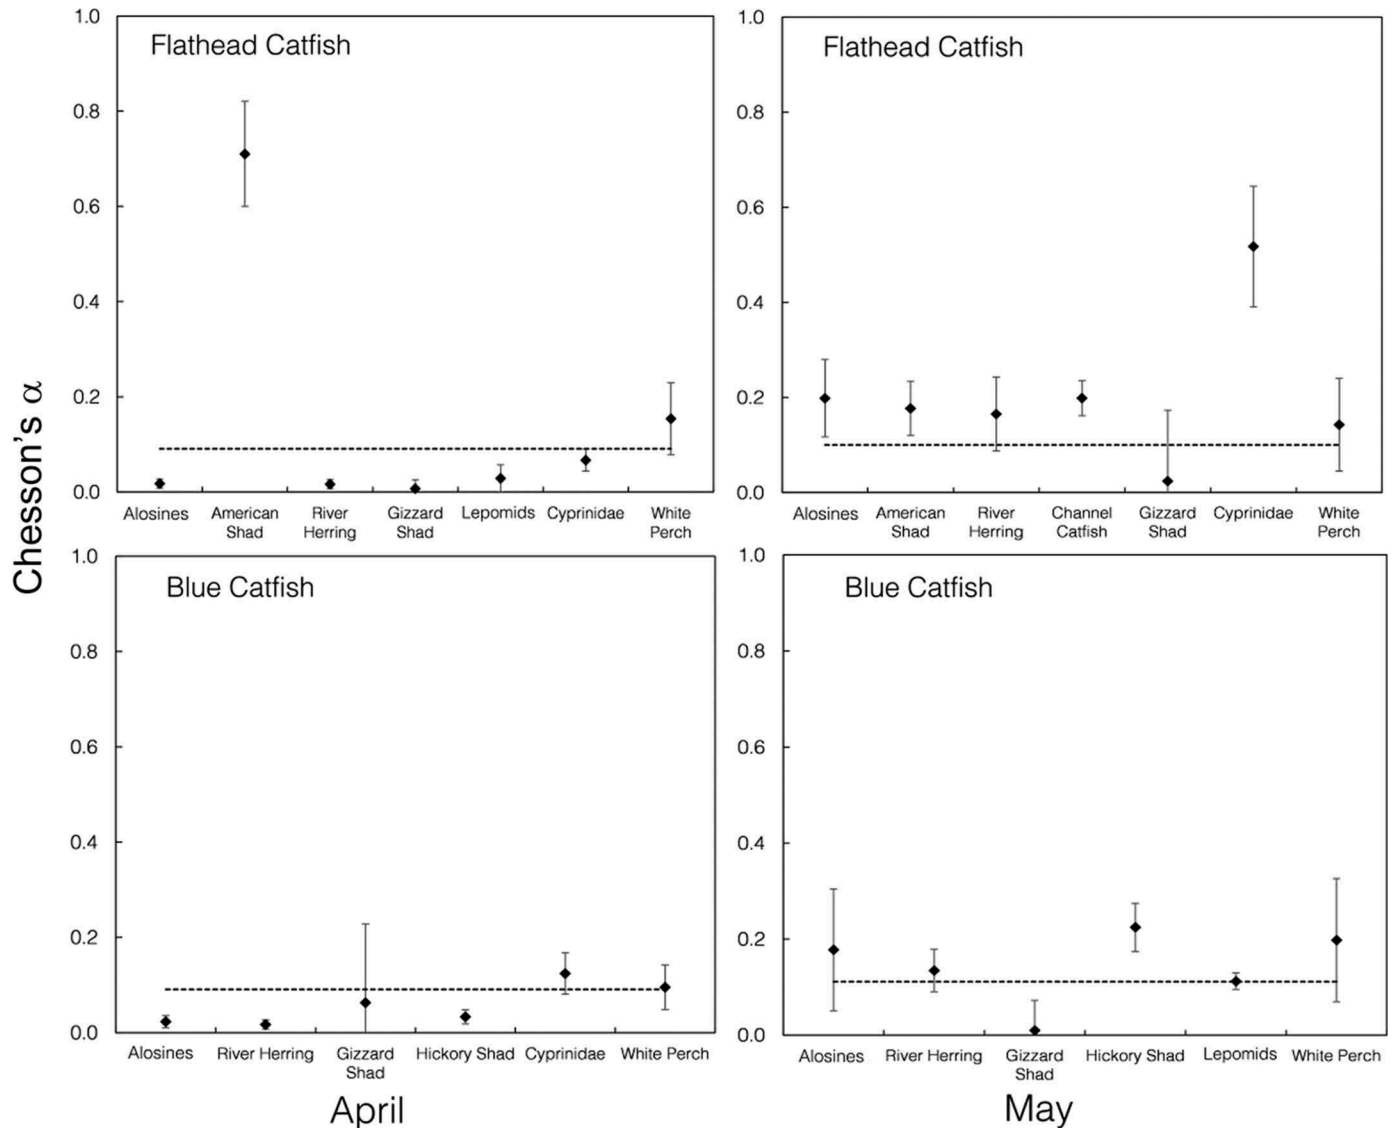 Chesson's α
Flathead Catfish
1.0
0.8
0.6
0.4
0.2
0.0
Alosines
American
Shad
River
Herring
Gizzard
Shad
Lepomids
Cyprinidae
White
Perch
Flathead Catfish
1.0
0.8
0.6
0.4
0.2
0.0
Alosines
American
Shad
River
Herring
Channel
Catfish
Gizzard
Shad
Cyprinidae
White
Perch
Blue Catfish
1.0
0.8
0.6
0.4
0.2
0.0
Alosines
River Herring
Gizzard
Shad
Hickory Shad
Cyprinidae
White Perch
April
Blue Catfish
1.0
0.8
0.6
0.4
0.2
0.0
Alosines
River Herring
Gizzard
Shad
Hickory Shad
Lepomids
White Perch
May